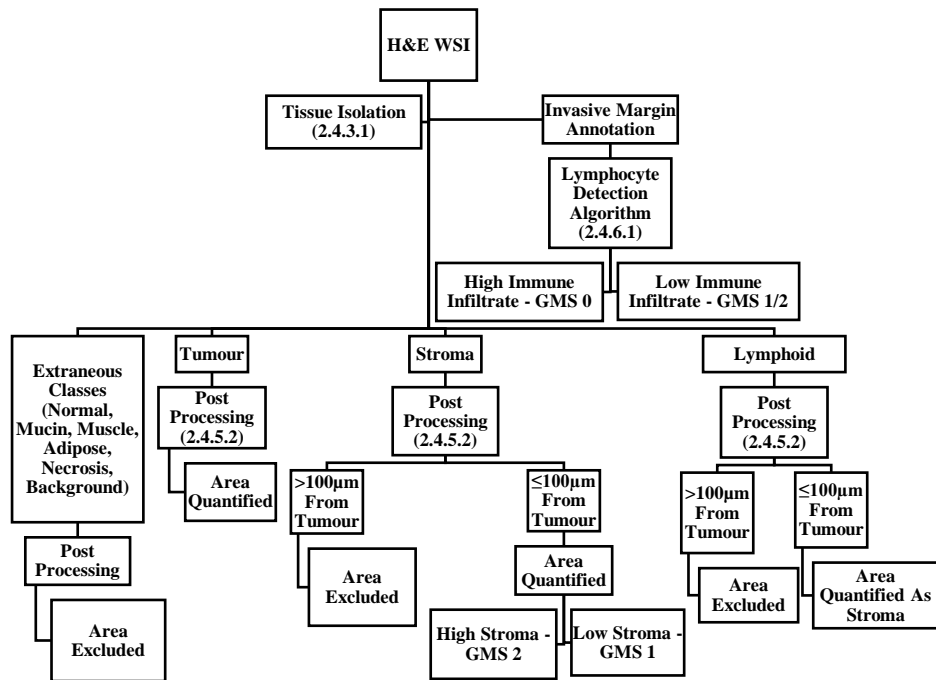 H&E WSI
Tissue Isolation
(2.4.3.1)
Invasive Margin
Annotation
Lymphocyte
Detection
Algorithm
(2.4.6.1)
High Immune
Infiltrate - GMS 0
Low Immune
Infiltrate - GMS 1/2
Extraneous
Classes
(Normal,
Mucin, Muscle,
Adipose,
Necrosis,
Background)
Post
Processing
Area
Excluded
Tumour
Post
Processing
(2.4.5.2)
Area
Quantified
Stroma
Post
Processing
(2.4.5.2)
>100µm
From
Tumour
Area
Excluded
≤100µm
From
Tumour
Area
Quantified
High Stroma -
GMS 2
Low Stroma -
GMS 1
Lymphoid
Post
Processing
(2.4.5.2)
>100µm
From
Tumour
Area
Excluded
≤100µm
From
Tumour
Area
Quantified As
Stroma